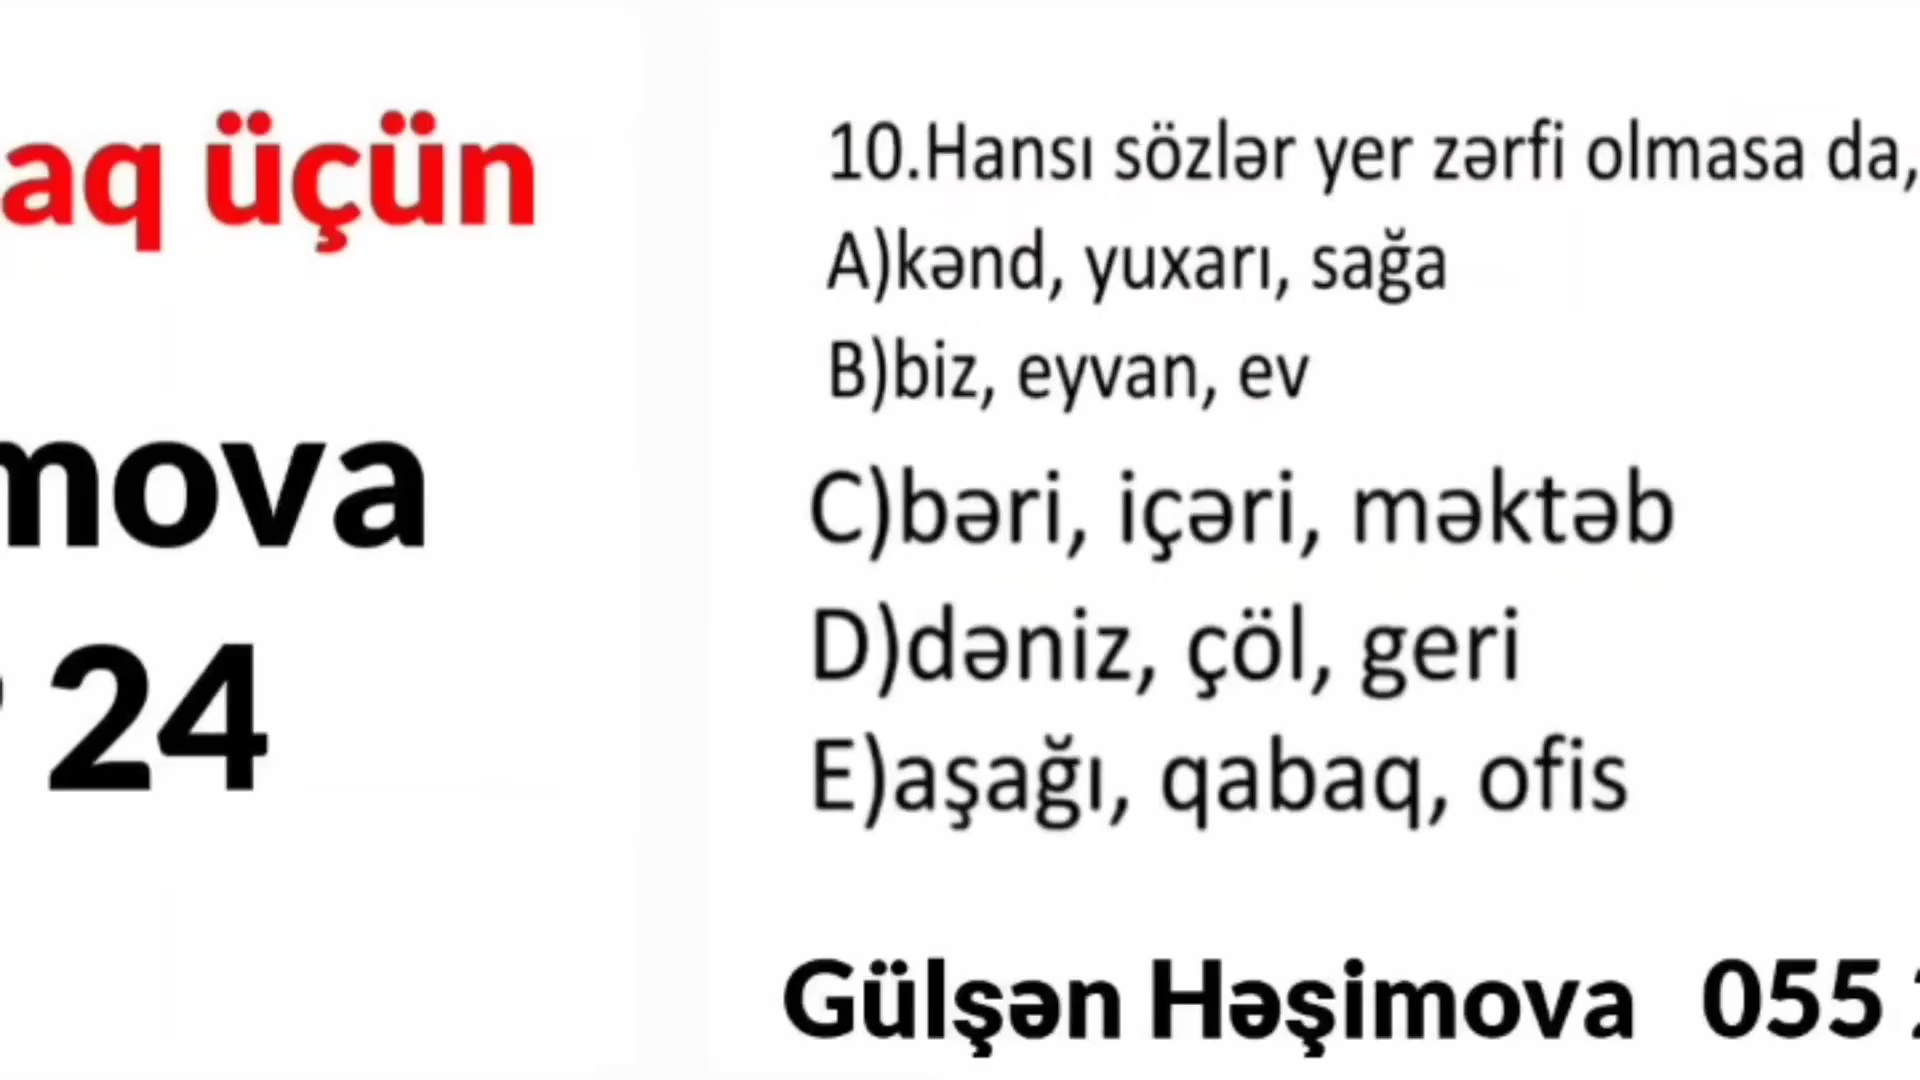 aq üçün
mova
24
10.Hansı sözlər yer zərfi olmasa da,
A)kənd, yuxarı, sağa
B)biz, eyvan, ev
C)bəri, içəri, məktəb
D)dəniz, çöl, geri
E)aşağı, qabaq, ofis
Gülşən Həşimova 055